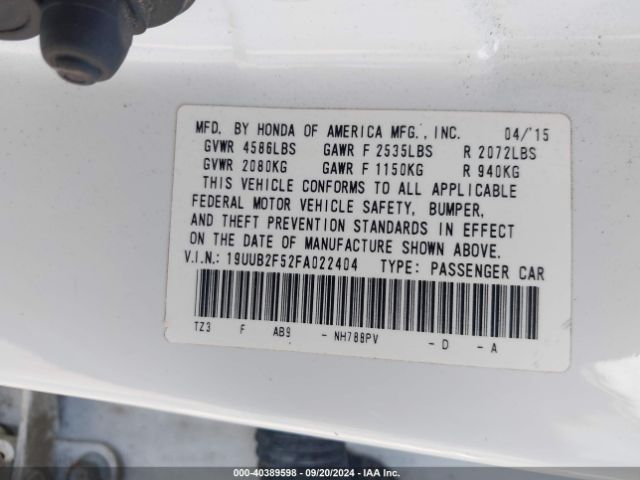 MFD. BY HONDA OF AMERICA MFG., INC. 04/'15
GVWR 4586LBS GAWR F 2535LBS R 2072LBS
GVWR 2080KG GAWR F 1150KG R 940KG
THIS VEHICLE CONFORMS TO ALL APPLICABLE
FEDERAL MOTOR VEHICLE SAFETY, BUMPER,
AND THEFT PREVENTION STANDARDS IN EFFECT
ON THE DATE OF MANUFACTURE SHOWN ABOVE.
V.I.N.: 19UUB2F52FA022404 TYPE: PASSENGER CAR
TZ3 F AB9 - NH788PV - D - A
000-40389598 - 09/20/2024 - IAA Inc.